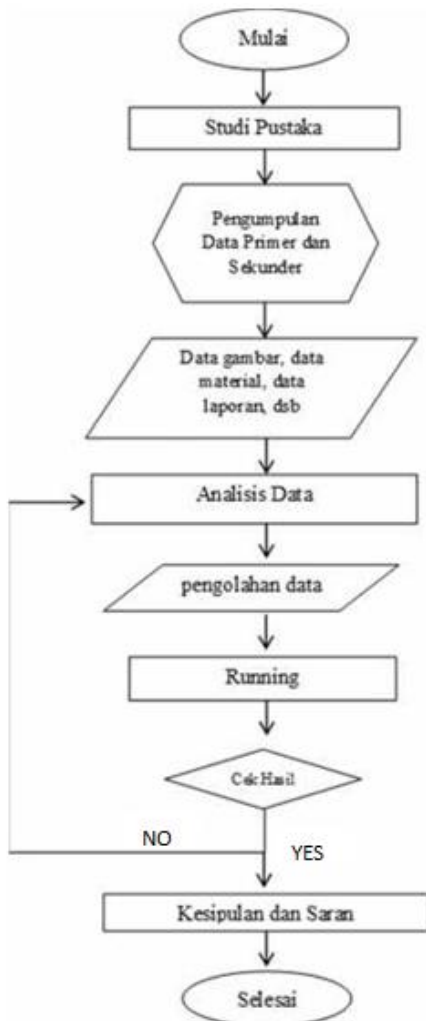 Mulai
Studi Pustaka
Pengumpulan
Data Primer dan
Sekunder
Data gambar, data
material, data
laporan, dsb
Analisis Data
pengolahan data
Running
Cek Hasil
NO
YES
Kesipulan dan Saran
Selesai